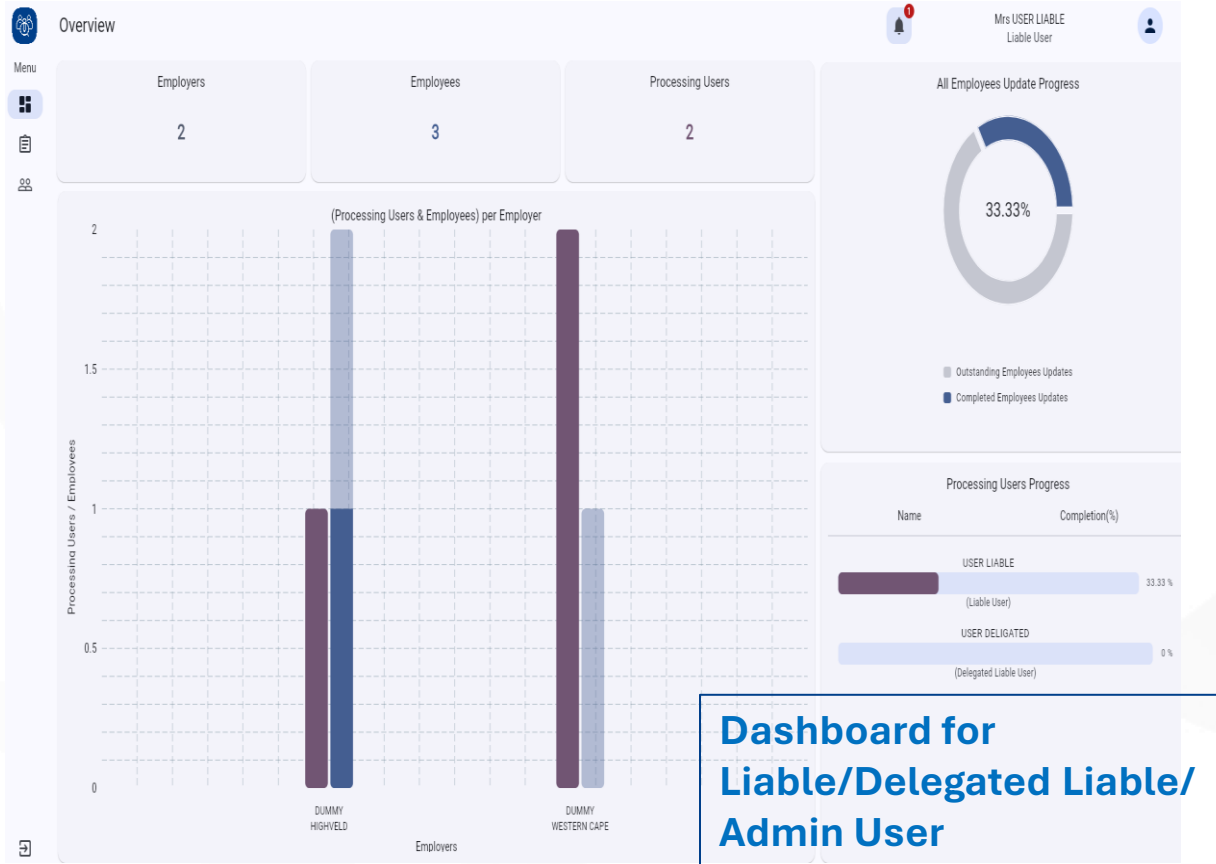 Overview
1
Mrs USER LIABLE
Liable User
Menu
Employers
2
Employees
3
Processing Users
2
All Employees Update Progress
33.33%
Outstanding Employees Updates
Completed Employees Updates
(Processing Users & Employees) per Employer
2
1.5
1
0.5
0
Processing Users / Employees
DUMMY
HIGHVELD
DUMMY
WESTERN CAPE
Employers
Processing Users Progress
Name Completion(%)
USER LIABLE
33.33 %
(Liable User)
USER DELIGATED
0 %
(Delegated Liable User)
Dashboard for
Liable/Delegated Liable/
Admin User